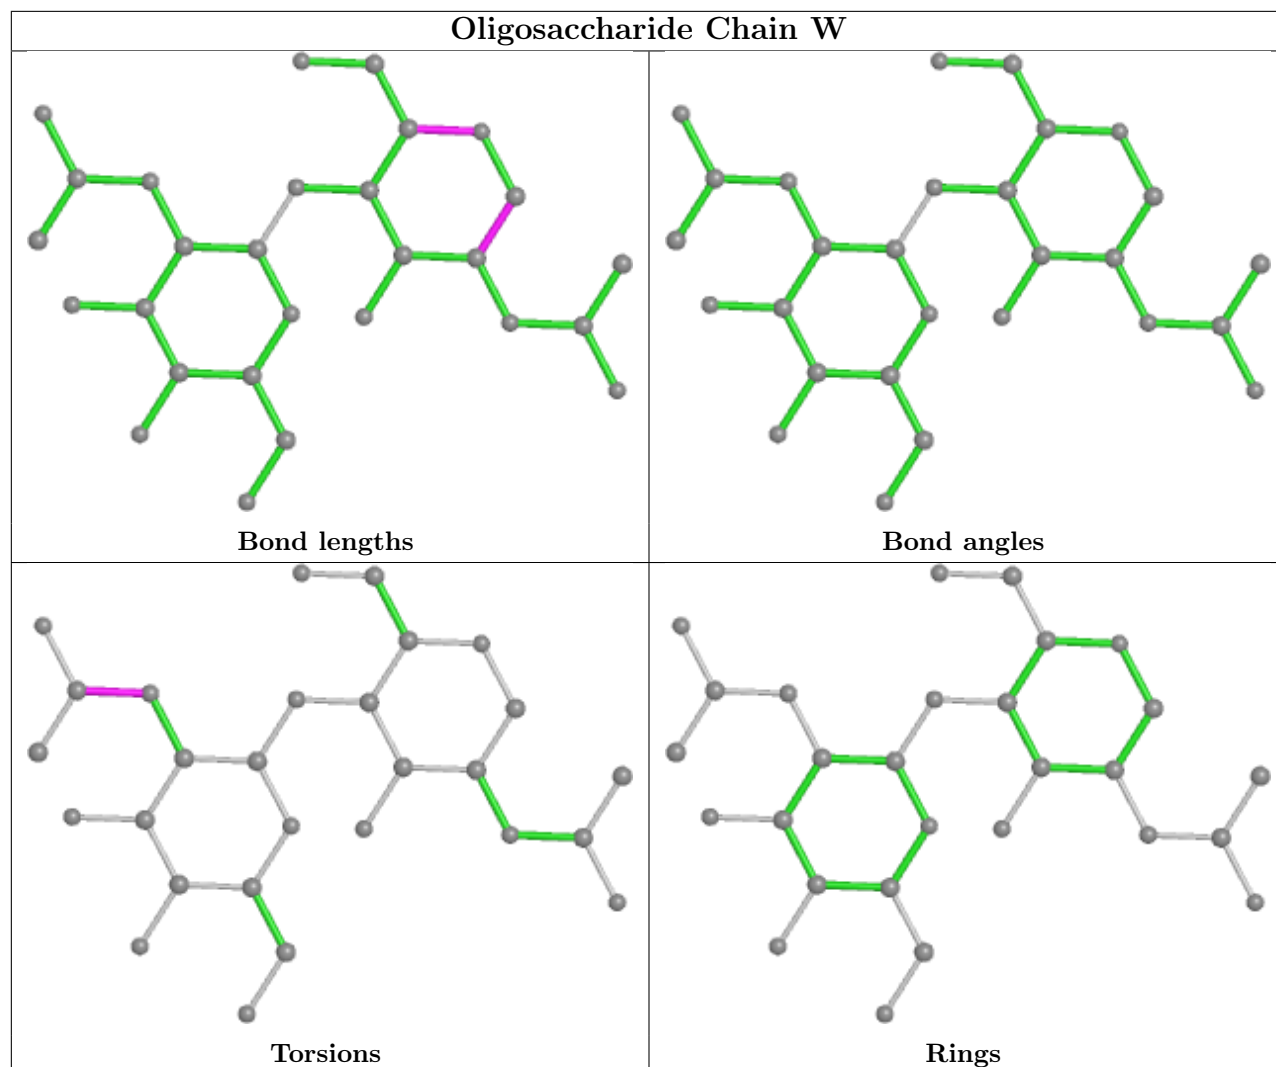 Oligosaccharide Chain W
Bond lengths
Bond angles
Torsions
Rings